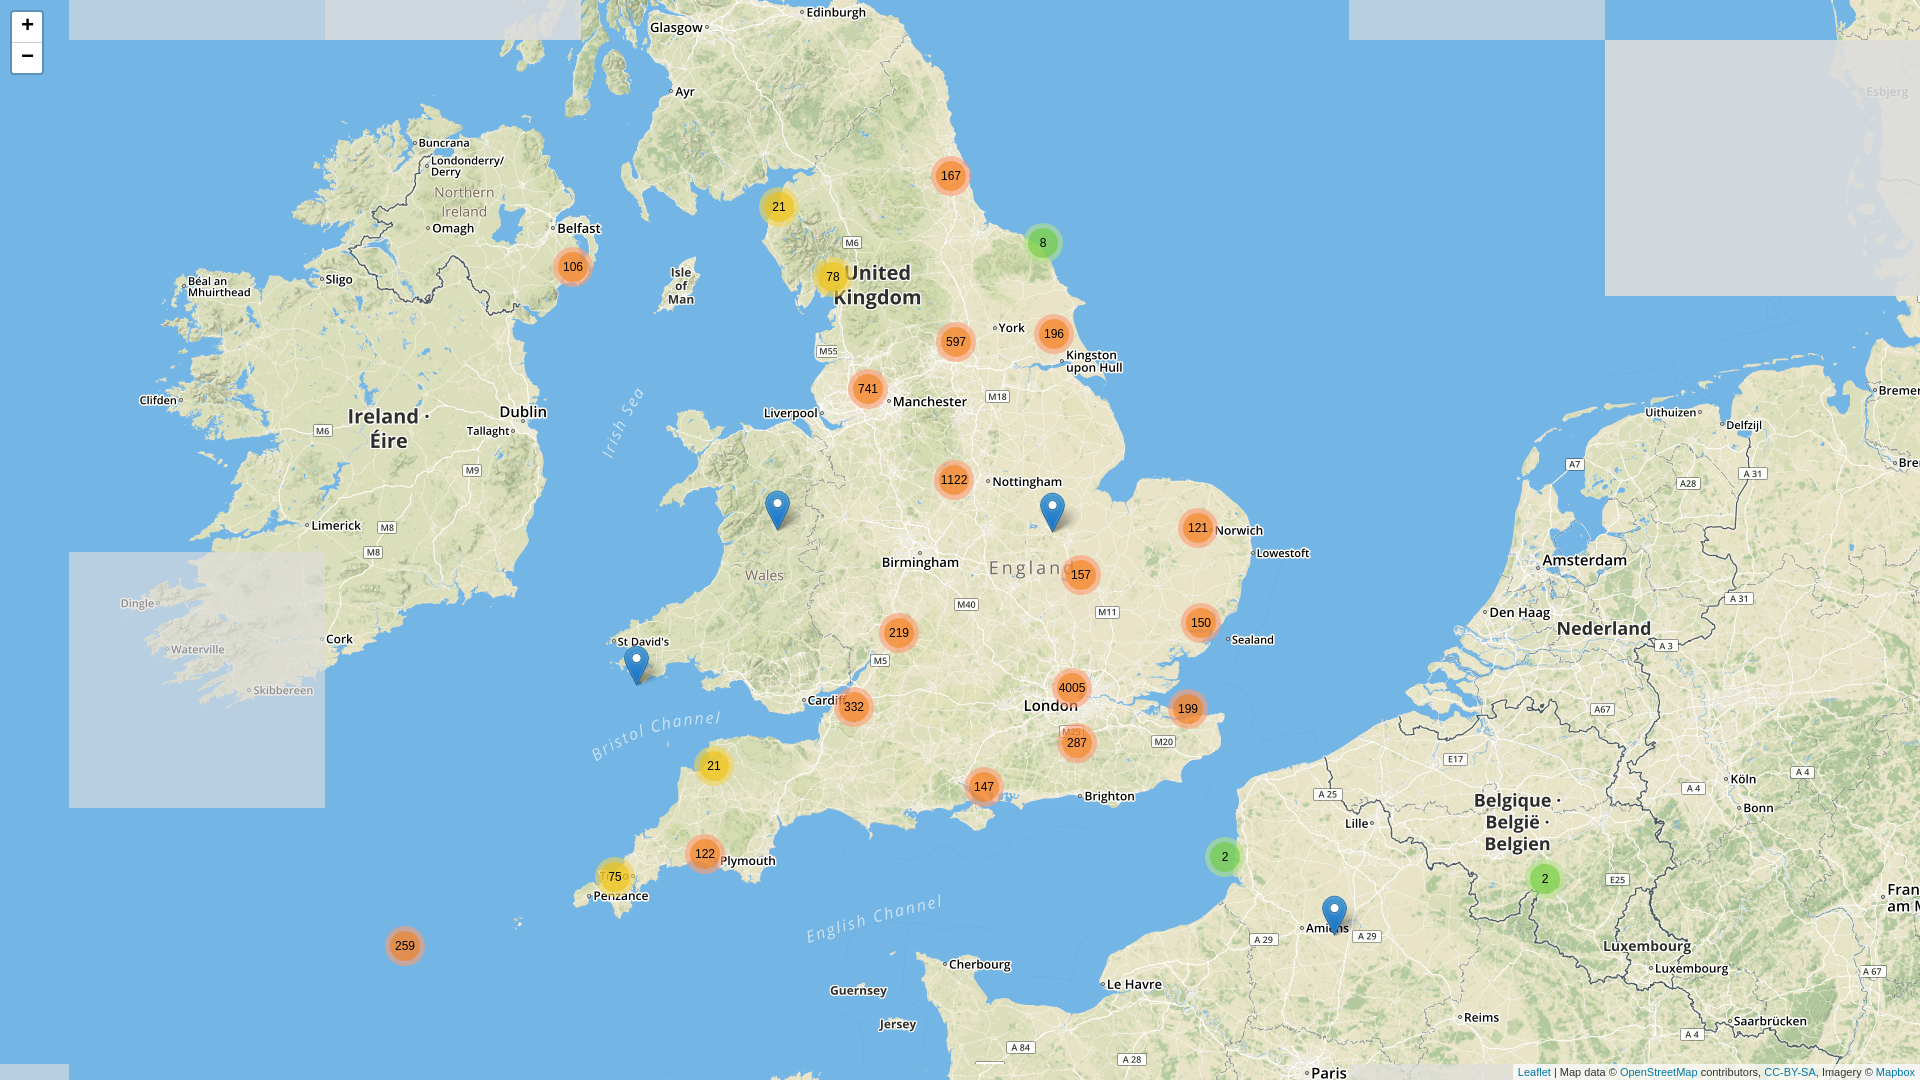 +
−
Edinburgh
Glasgow
Ayr
Esbjerg
Buncrana
Londonderry/
Derry
167
Northern
Ireland
21
Omagh
Belfast
M6
8
106
78
United
Kingdom
Isle
of
Man
Sligo
Béal an
Mhuirthead
York
196
597
M55
Kingston
upon Hull
741
Manchester
M18
Clifden
Liverpool
Dublin
Ireland ·
Éire
M6
Tallaght
Irish Sea
Uithuizen
Delfzijl
Bremer
Bre
A7
A 31
A28
M9
1122
Nottingham
Limerick
M8
M8
121
Norwich
Lowestoft
Birmingham
England
157
Wales
Amsterdam
Dingle
M40
M11
A 31
Den Haag
Nederland
219
150
Sealand
Cork
St David's
A 3
Waterville
M5
Skibbereen
4005
Cardiff
332
London
199
A67
Bristol Channel
M25
287
M20
E17
21
147
Brighton
A 25
A 4
Köln
A 4
Bonn
Belgique ·
België ·
Belgien
Lille
122
Plymouth
2
75
Penzance
2
E25
Fran
am M
English Channel
259
Amiens
A 29
A 29
Luxembourg
Luxembourg
A 67
Cherbourg
Le Havre
Guernsey
Jersey
Reims
Saarbrücken
A 4
A 84
A 28
Paris
Leaflet | Map data © OpenStreetMap contributors, CC-BY-SA, Imagery © Mapbox